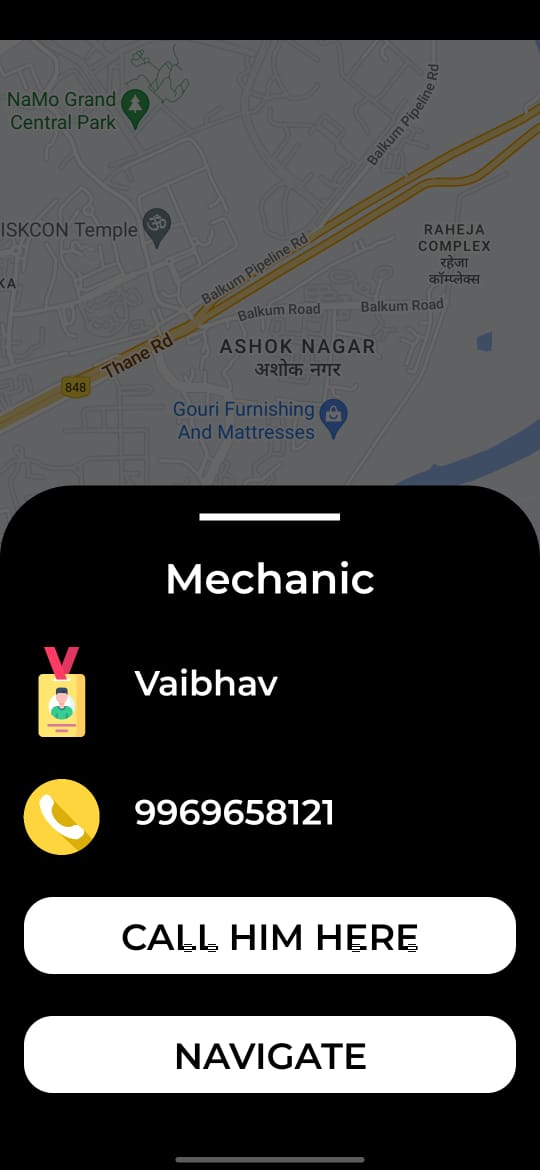 NaMo Grand
Central Park
Balkum Pipeline Rd
ISKCON Temple
RAHEJA
COMPLEX
रहेजा
कॉम्प्लेक्स
KA
Balkum Pipeline Rd
Balkum Road
Balkum Road
Thane Rd
ASHOK NAGAR
अशोक नगर
848
Gouri Furnishing
And Mattresses
Mechanic
Vaibhav
9969658121
CALL HIM HERE
NAVIGATE